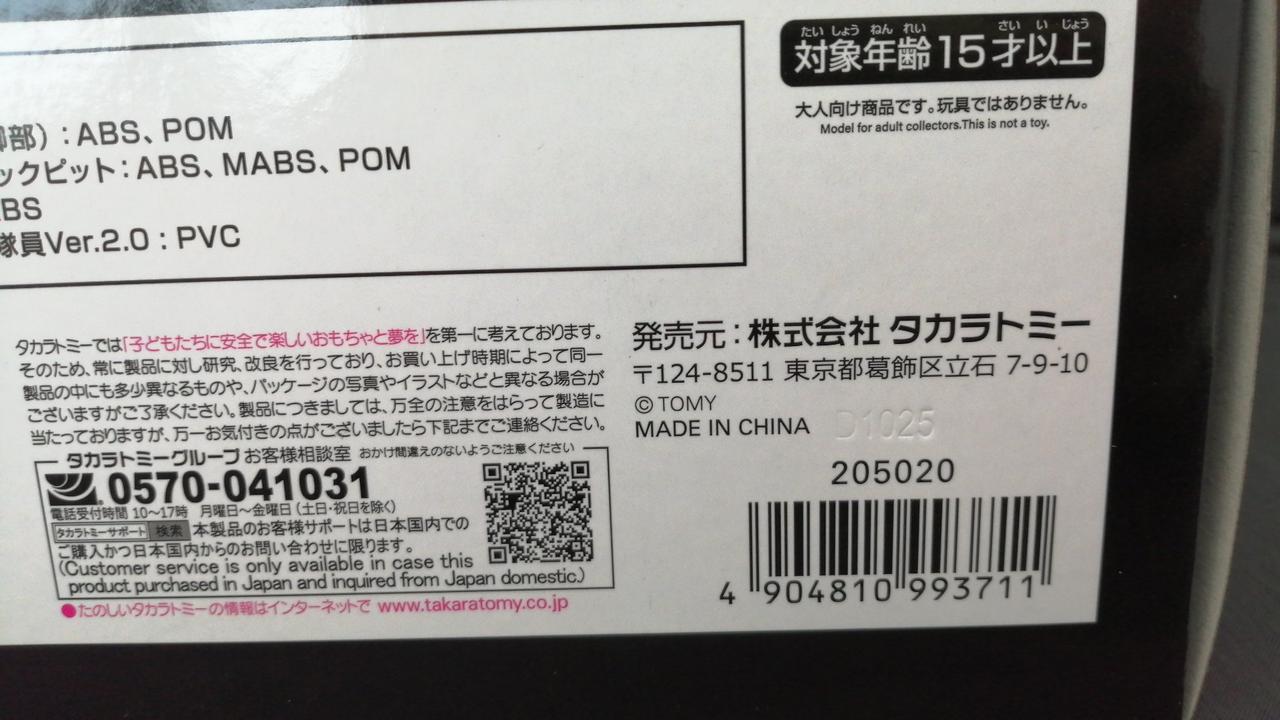 対象年齢15才以上
たいしょうねんれい さいいじょう
大人向け商品です。玩具ではありません。
Model for adult collectors.This is not a toy.
脚部）：ABS、POM
ックピット：ABS、MABS、POM
ABS
隊員Ver.2.0：PVC
タカラトミーでは「子どもたちに安全で楽しいおもちゃと夢を」を第一に考えております。
そのため、常に製品に対し研究、改良を行っており、お買い上げ時期によって同一
製品の中にも多少異なるものや、パッケージの写真やイラストなどと異なる場合が
ございますがご了承ください。製品につきましては、万全の注意をはらって製造に
当たっておりますが、万一お気付きの点がございましたら下記までご連絡ください。
タカラトミーグループ お客様相談室 おかけ間違えのないようご注意ください
0570-041031
電話受付時間 10～17時 月曜日～金曜日（土日・祝日を除く）
タカラトミーサポート 検索 本製品のお客様サポートは日本国内での
ご購入かつ日本国内からのお問い合わせに限ります。
(Customer service is only available in case this
product purchased in Japan and inquired from Japan domestic.)
●たのしいタカラトミーの情報はインターネットで www.takaratomy.co.jp
発売元：株式会社 タカラトミー
〒124-8511 東京都葛飾区立石 7-9-10
© TOMY
MADE IN CHINA D1025
205020
4 904810 993711